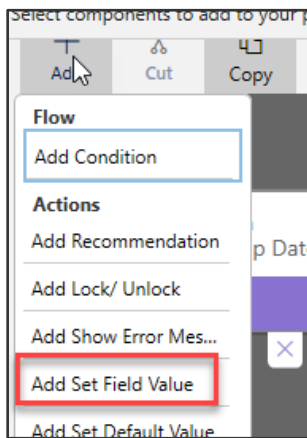 Select components to add to your p
Add Cut Copy
Flow
Add Condition
Actions
Add Recommendation
p Dat
Add Lock/ Unlock
Add Show Error Mes...
Add Set Field Value
Add Set Default Value